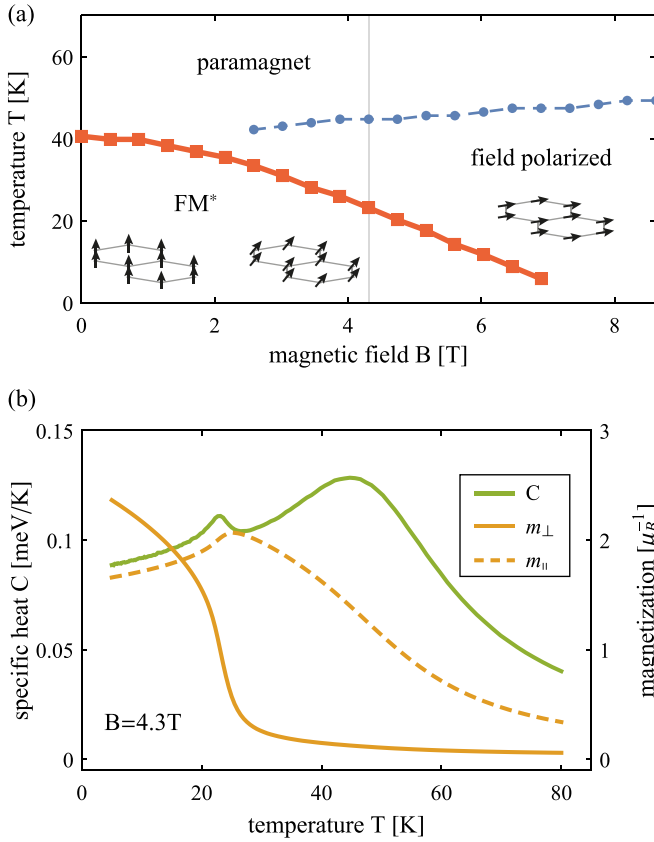 (a)
temperature T [K]
60
40
20
0
paramagnet
field polarized
FM*
0
2
4
6
8
magnetic field B [T]
(b)
specific heat C [meV/K]
0.15
0.1
0.05
0
C
m⊥
m॥
B=4.3T
3
2
1
0
magnetization [μ_B^{-1}]
0
20
40
60
80
temperature T [K]